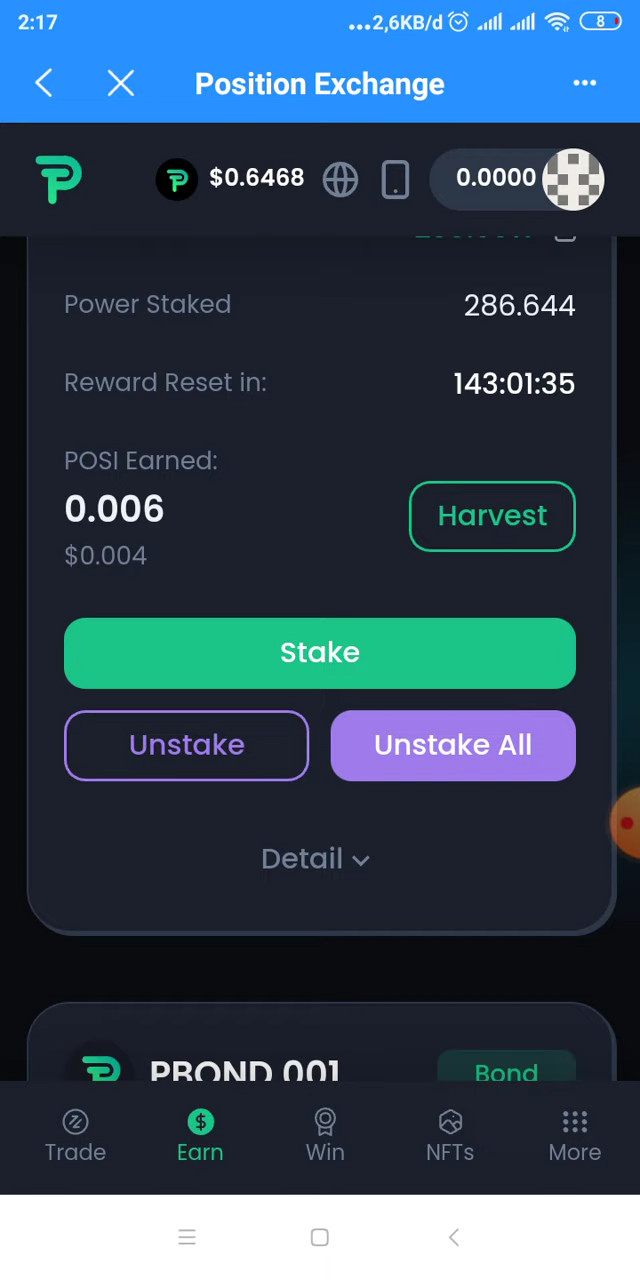 2:17
...2,6KB/d
8
Position Exchange
$0.6468
0.0000
Power Staked
286.644
Reward Reset in:
143:01:35
POSI Earned:
0.006
Harvest
$0.004
Stake
Unstake
Unstake All
Detail
PBOND 001
Bond
Trade
Earn
Win
NFTs
More